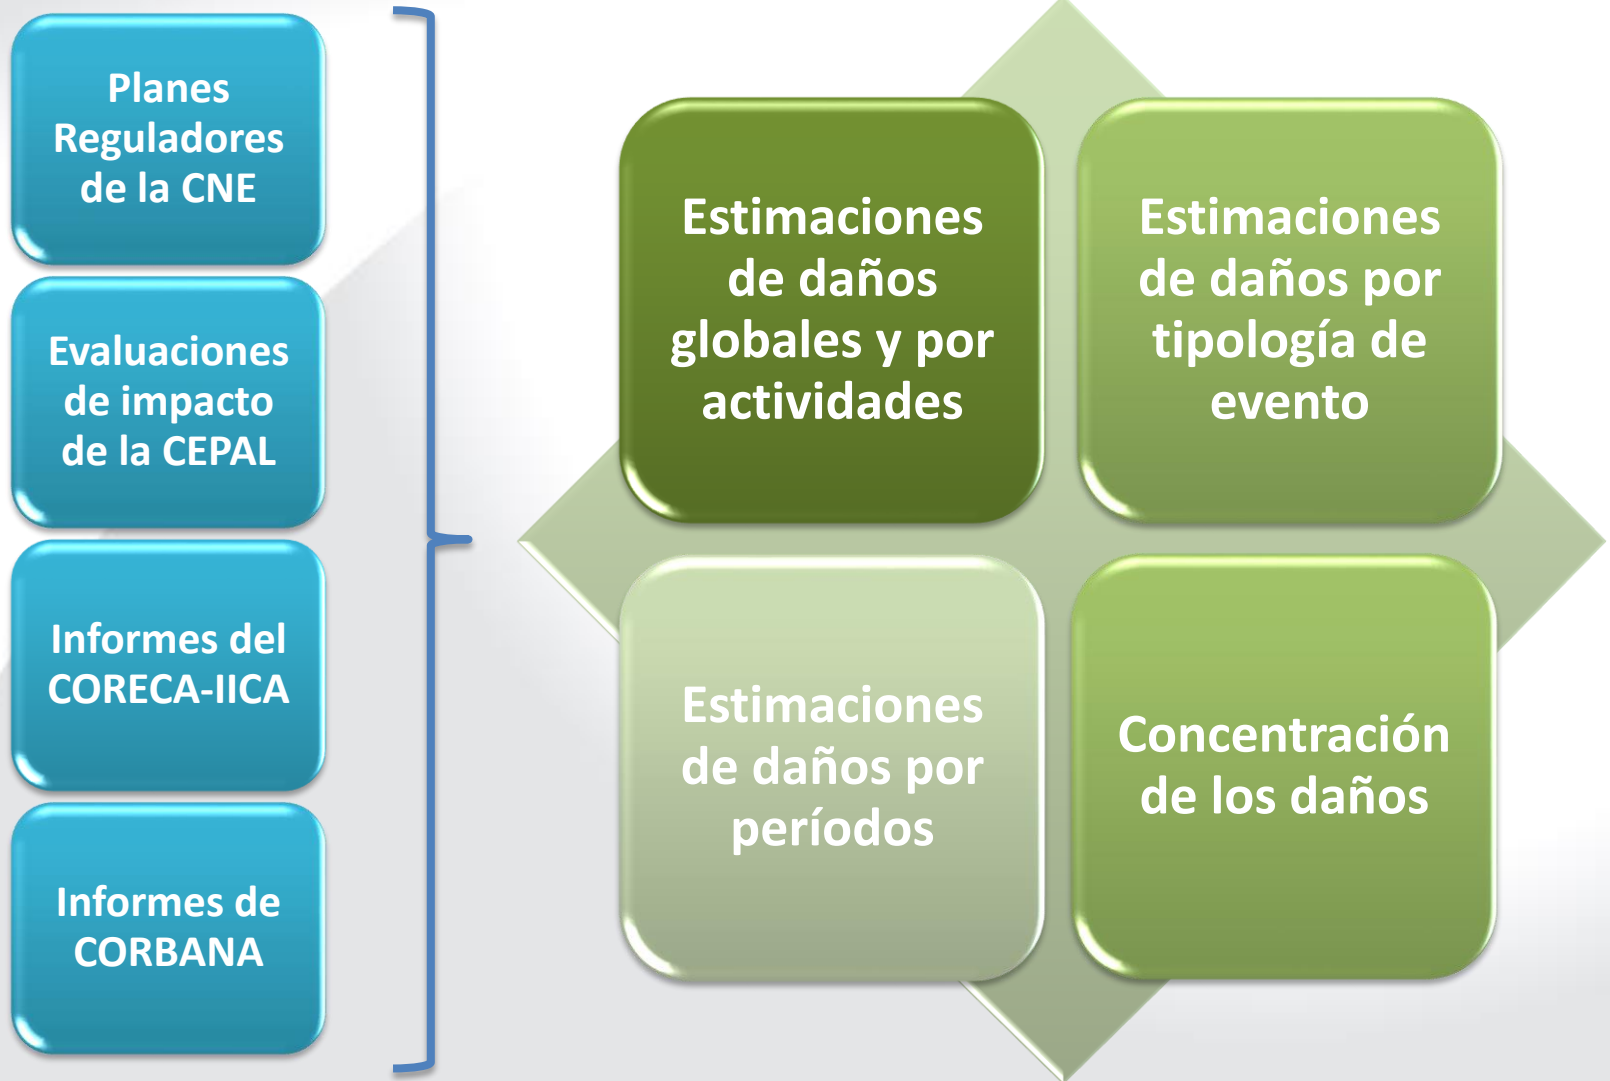 Planes
Reguladores
de la CNE
Evaluaciones
de impacto
de la CEPAL
Informes del
CORECA-IICA
Informes de
CORBANA
Estimaciones
de daños
globales y por
actividades
Estimaciones
de daños por
tipología de
evento
Estimaciones
de daños por
períodos
Concentración
de los daños